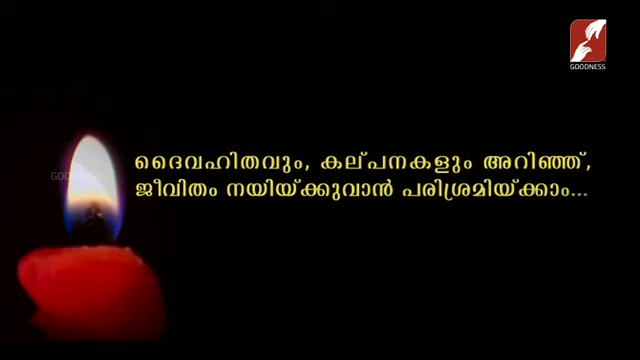 GOODNESS
ദൈവഹിതവും, കല്പനകളും അറിഞ്ഞ്,
ജീവിതം നയിയ്ക്കുവാൻ പരിശ്രമിയ്ക്കാം...